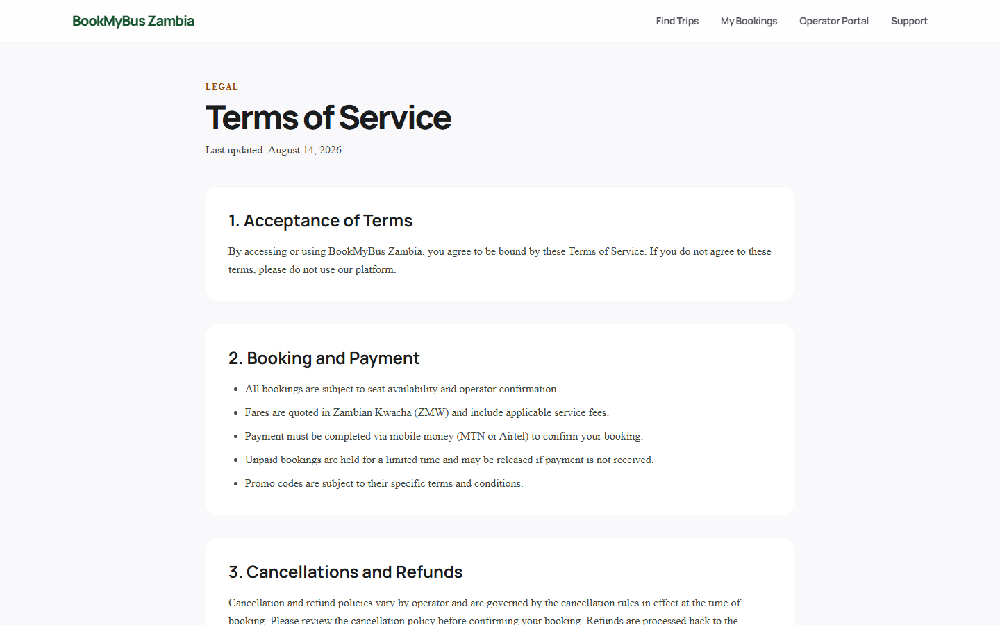 BookMyBus Zambia
Find Trips
My Bookings
Operator Portal
Support
LEGAL
Terms of Service
Last updated: August 14, 2026
1. Acceptance of Terms
By accessing or using BookMyBus Zambia, you agree to be bound by these Terms of Service. If you do not agree to these
terms, please do not use our platform.
2. Booking and Payment
• All bookings are subject to seat availability and operator confirmation.
• Fares are quoted in Zambian Kwacha (ZMW) and include applicable service fees.
• Payment must be completed via mobile money (MTN or Airtel) to confirm your booking.
• Unpaid bookings are held for a limited time and may be released if payment is not received.
• Promo codes are subject to their specific terms and conditions.
3. Cancellations and Refunds
Cancellation and refund policies vary by operator and are governed by the cancellation rules in effect at the time of
booking. Please review the cancellation policy before confirming your booking. Refunds are processed back to the